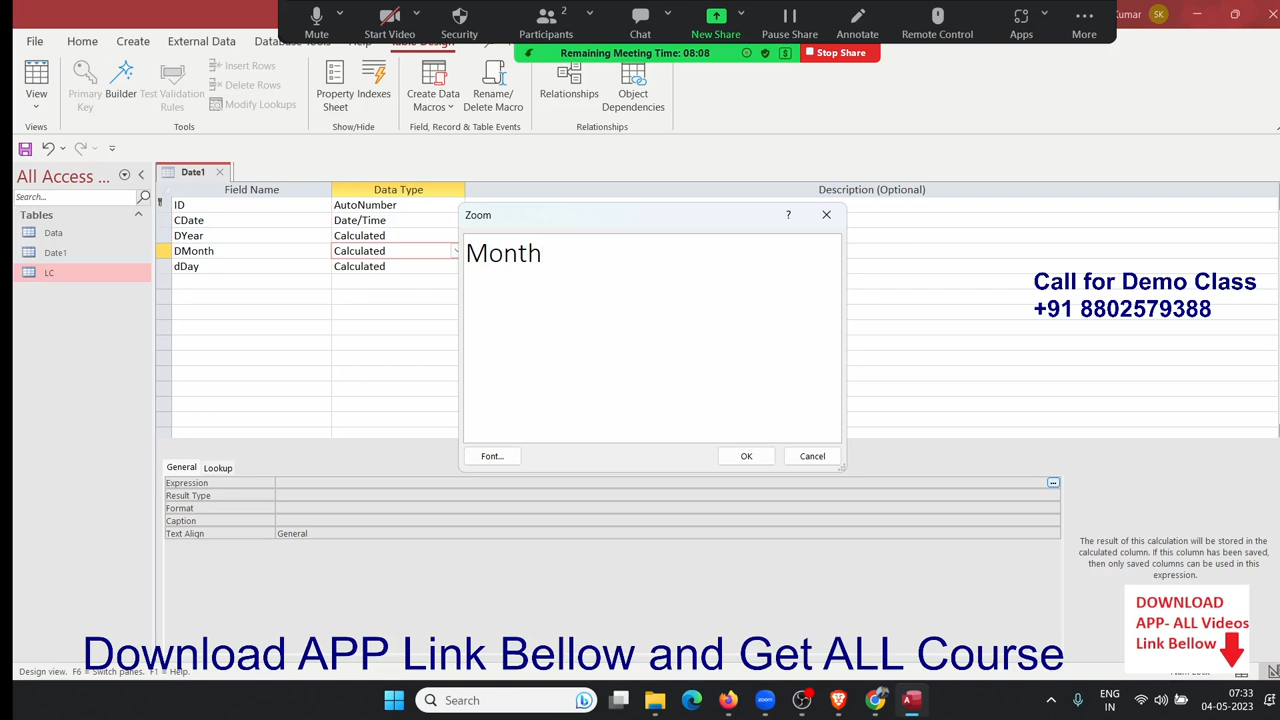 Mute
Start Video
Security
2
Participants
Chat
New Share
Pause Share
Annotate
Remote Control
Apps
More
Kumar
SK
Remaining Meeting Time: 08:08
Stop Share
File
Home
Create
External Data
View
Views
Primary Key
Builder
Test Validation Rules
Insert Rows
Delete Rows
Modify Lookups
Tools
Property Sheet
Indexes
Show/Hide
Create Data Macros
Rename/ Delete Macro
Field, Record & Table Events
Relationships
Object Dependencies
Relationships
All Access ...
Search...
Tables
Data
Date1
LC
Date1
Field Name
Data Type
Description (Optional)
ID
AutoNumber
CDate
Date/Time
DYear
Calculated
DMonth
Calculated
dDay
Calculated
Zoom
?
Month
Font...
OK
Cancel
Call for Demo Class
+91 8802579388
General
Lookup
Expression
Result Type
Format
Caption
Text Align
General
The result of this calculation will be stored in the
calculated column. If this column has been saved,
then only saved columns can be used in this
expression.
DOWNLOAD
APP- ALL Videos
Link Bellow
Download APP Link Bellow and Get ALL Course
Design view. F6 = Switch panes. F1 = Help.
Search
ENG
IN
07:33
04-05-2023